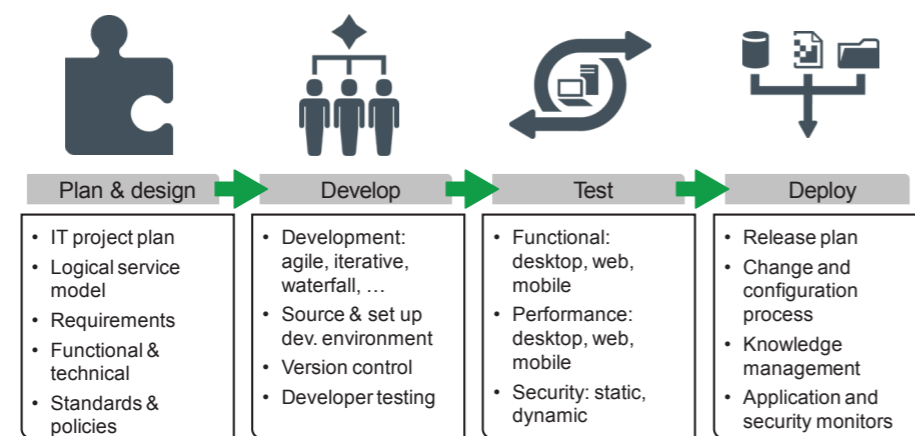 Plan & design
Develop
Test
Deploy
• IT project plan
• Logical service
model
• Requirements
• Functional &
technical
• Standards &
policies
• Development:
agile, iterative,
waterfall, …
• Source & set up
dev. environment
• Version control
• Developer testing
• Functional:
desktop, web,
mobile
• Performance:
desktop, web,
mobile
• Security: static,
dynamic
• Release plan
• Change and
configuration
process
• Knowledge
management
• Application and
security monitors